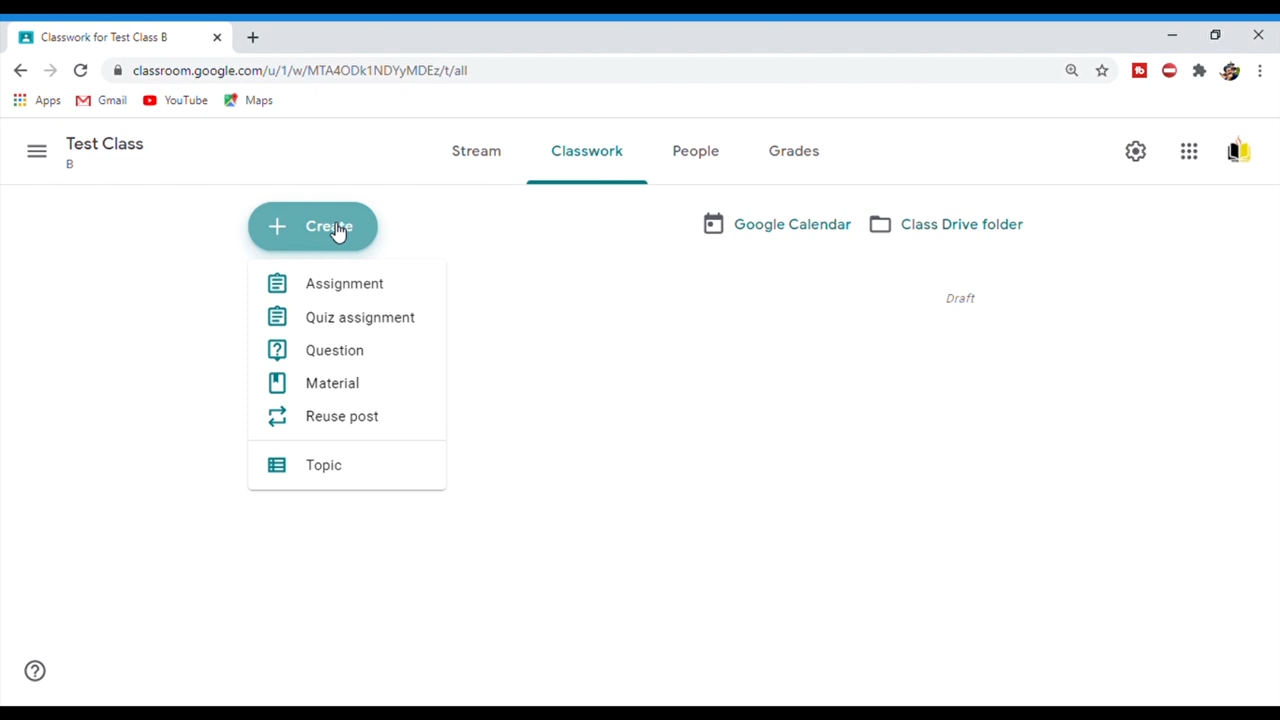 Classwork for Test Class B
classroom.google.com/u/1/w/MTA4ODk1NDYyMDEz/t/all
Apps Gmail YouTube Maps
Test Class
B
Stream Classwork People Grades
Create
Google Calendar Class Drive folder
Assignment
Draft
Quiz assignment
Question
Material
Reuse post
Topic